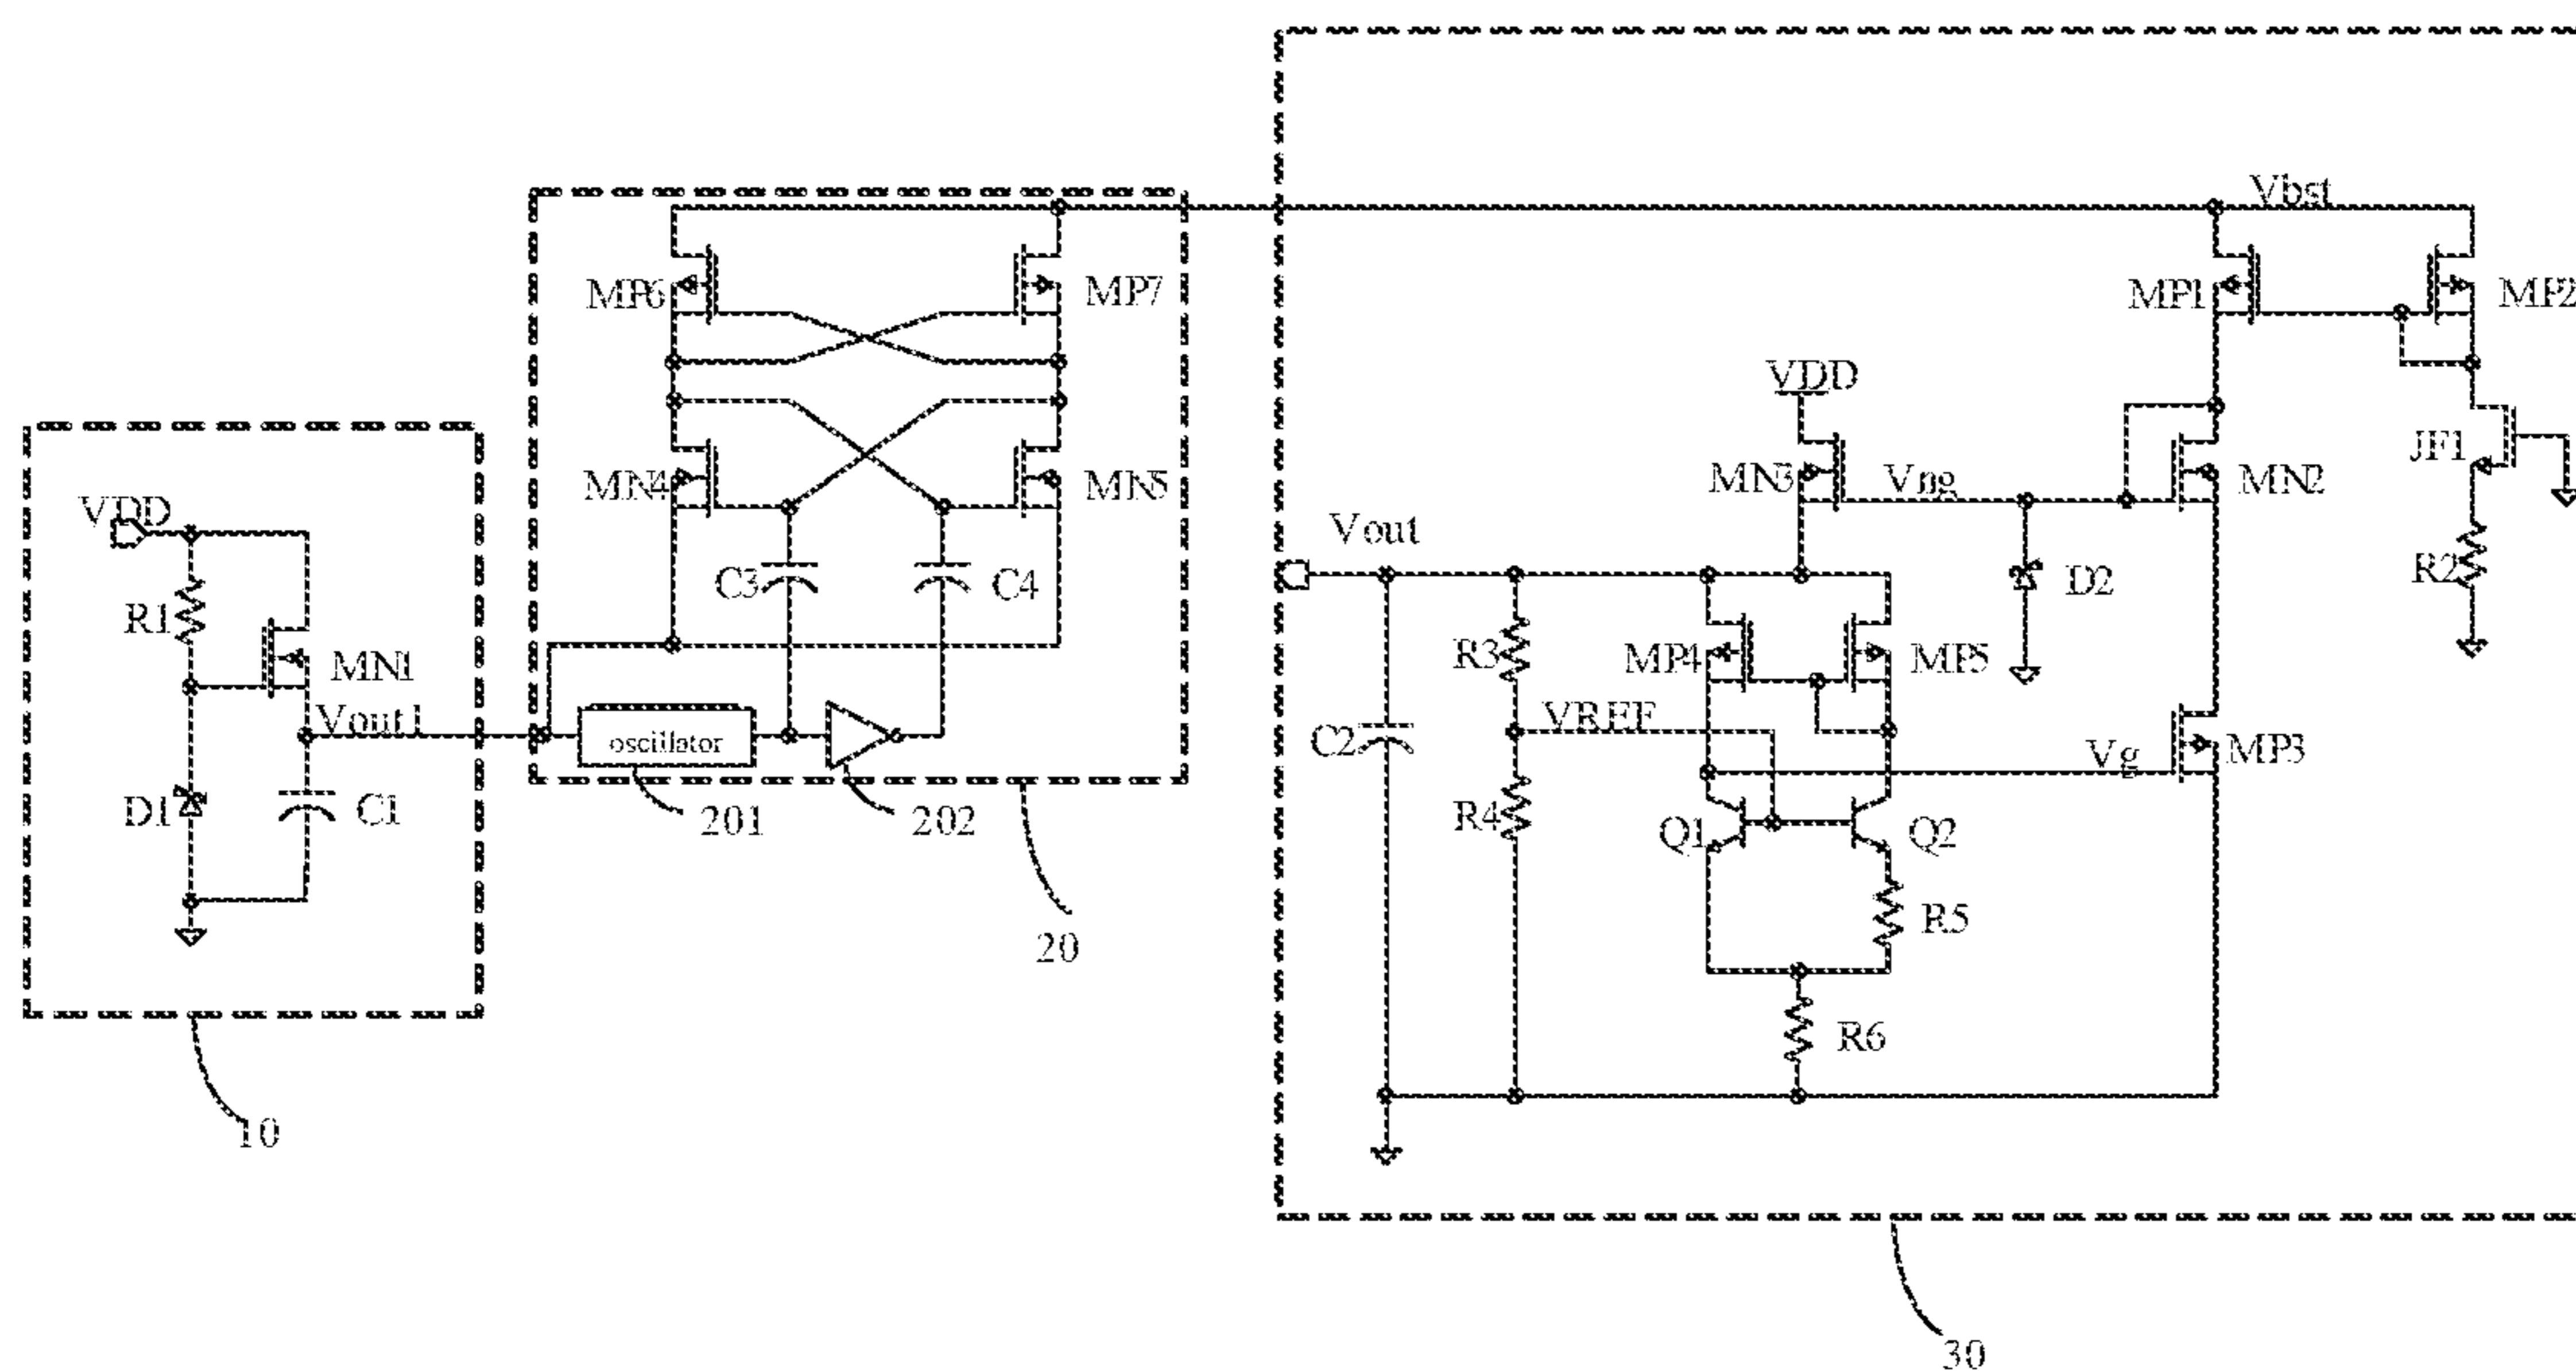 Vbst
MP6
MP7
MP1
MP2
VDD
MN4
MN5
MN3
Vng
MN2
JF1
VDD
Vout
C3
C4
D2
R2
R1
MN1
R3
MP4
MP5
Vout1
oscillator
VREF
C2
Vg
MP3
D1
C1
201
202
R4
Q1
Q2
20
R5
R6
10
30